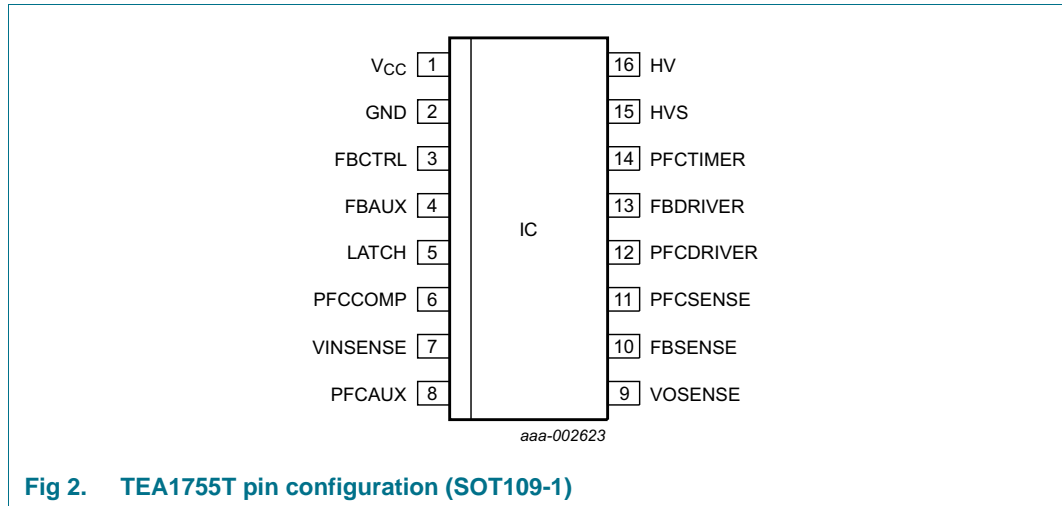 VCC 1 16 HV
GND 2 15 HVS
FBCTRL 3 14 PFCTIMER
FBAUX 4 13 FBDRIVER
IC
LATCH 5 12 PFCDRIVER
PFCCOMP 6 11 PFCSENSE
VINSENSE 7 10 FBSENSE
PFCAUX 8 9 VOSENSE
aaa-002623
Fig 2. TEA1755T pin configuration (SOT109-1)